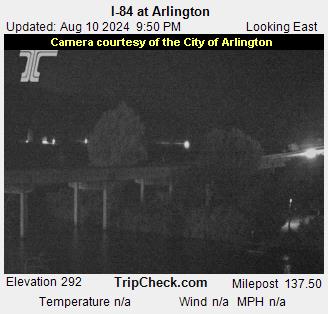 I-84 at Arlington
Updated: Aug 10 2024 9:50 PM Looking East
Camera courtesy of the City of Arlington
Elevation 292 TripCheck.com Milepost 137.50
Temperature n/a Wind n/a MPH n/a